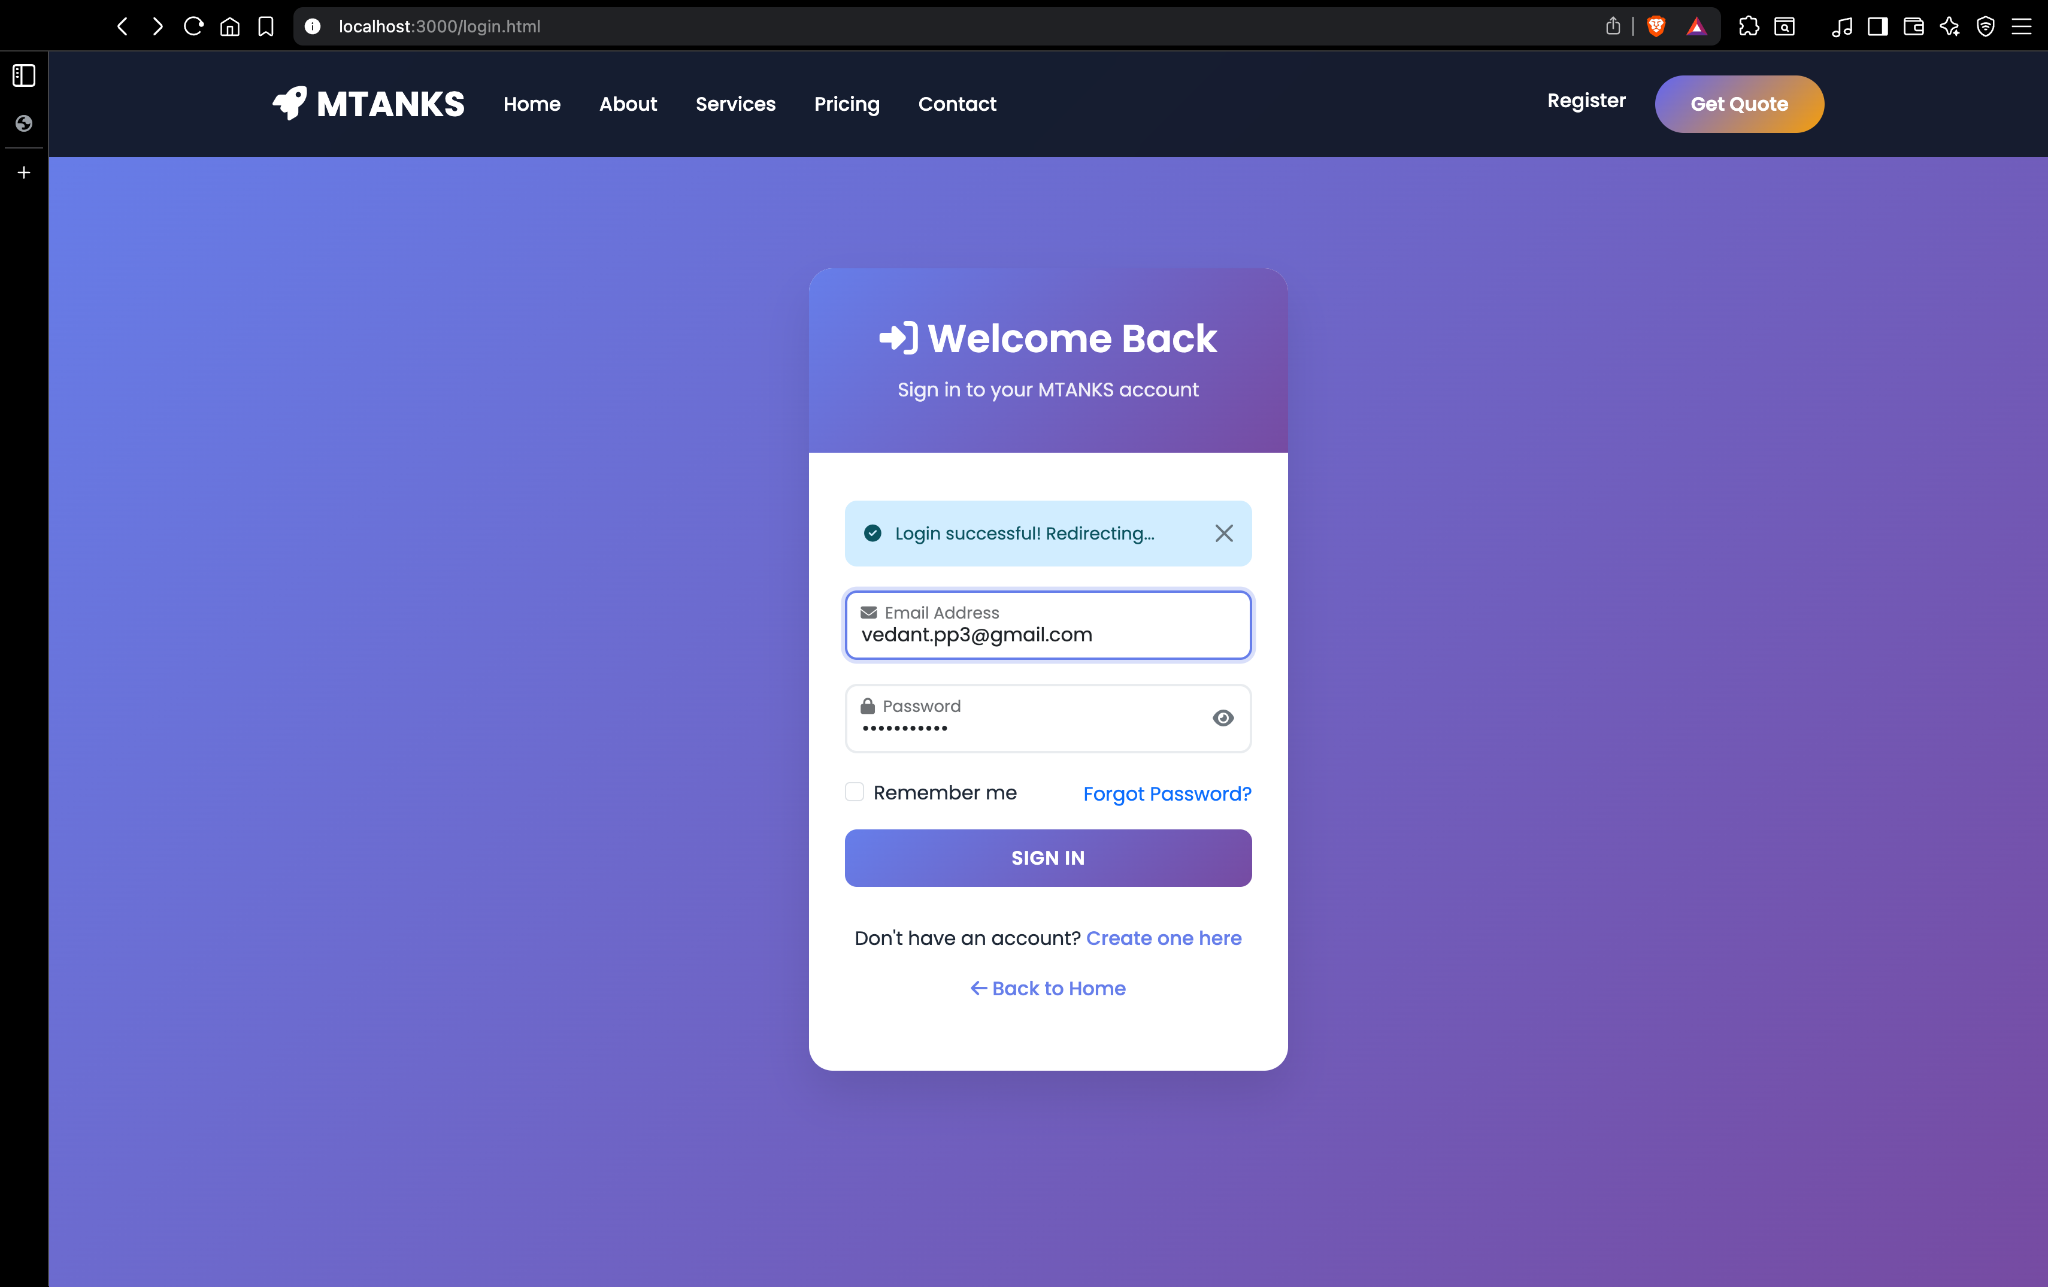 localhost:3000/login.html
MTANKS Home About Services Pricing Contact Register Get Quote
Welcome Back
Sign in to your MTANKS account
Login successful! Redirecting...
Email Address
vedant.pp3@gmail.com
Password
•••••••••••
Remember me Forgot Password?
SIGN IN
Don't have an account? Create one here
Back to Home